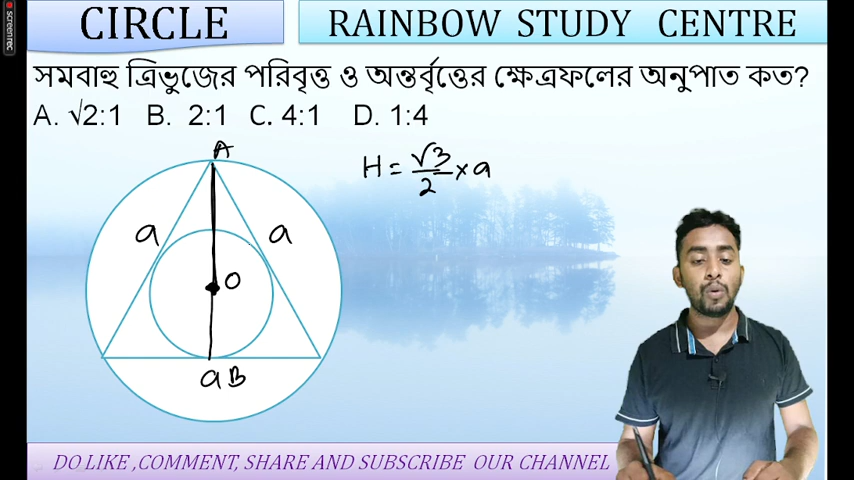 screenrec
CIRCLE
RAINBOW STUDY CENTRE
সমবাহু ত্রিভুজের পরিবৃত্ত ও অন্তর্বৃত্তের ক্ষেত্রফলের অনুপাত কত?
A. √2:1 B. 2:1 C. 4:1 D. 1:4
A
H = √3/2 × a
a a
O
a B
DO LIKE ,COMMENT, SHARE AND SUBSCRIBE OUR CHANNEL